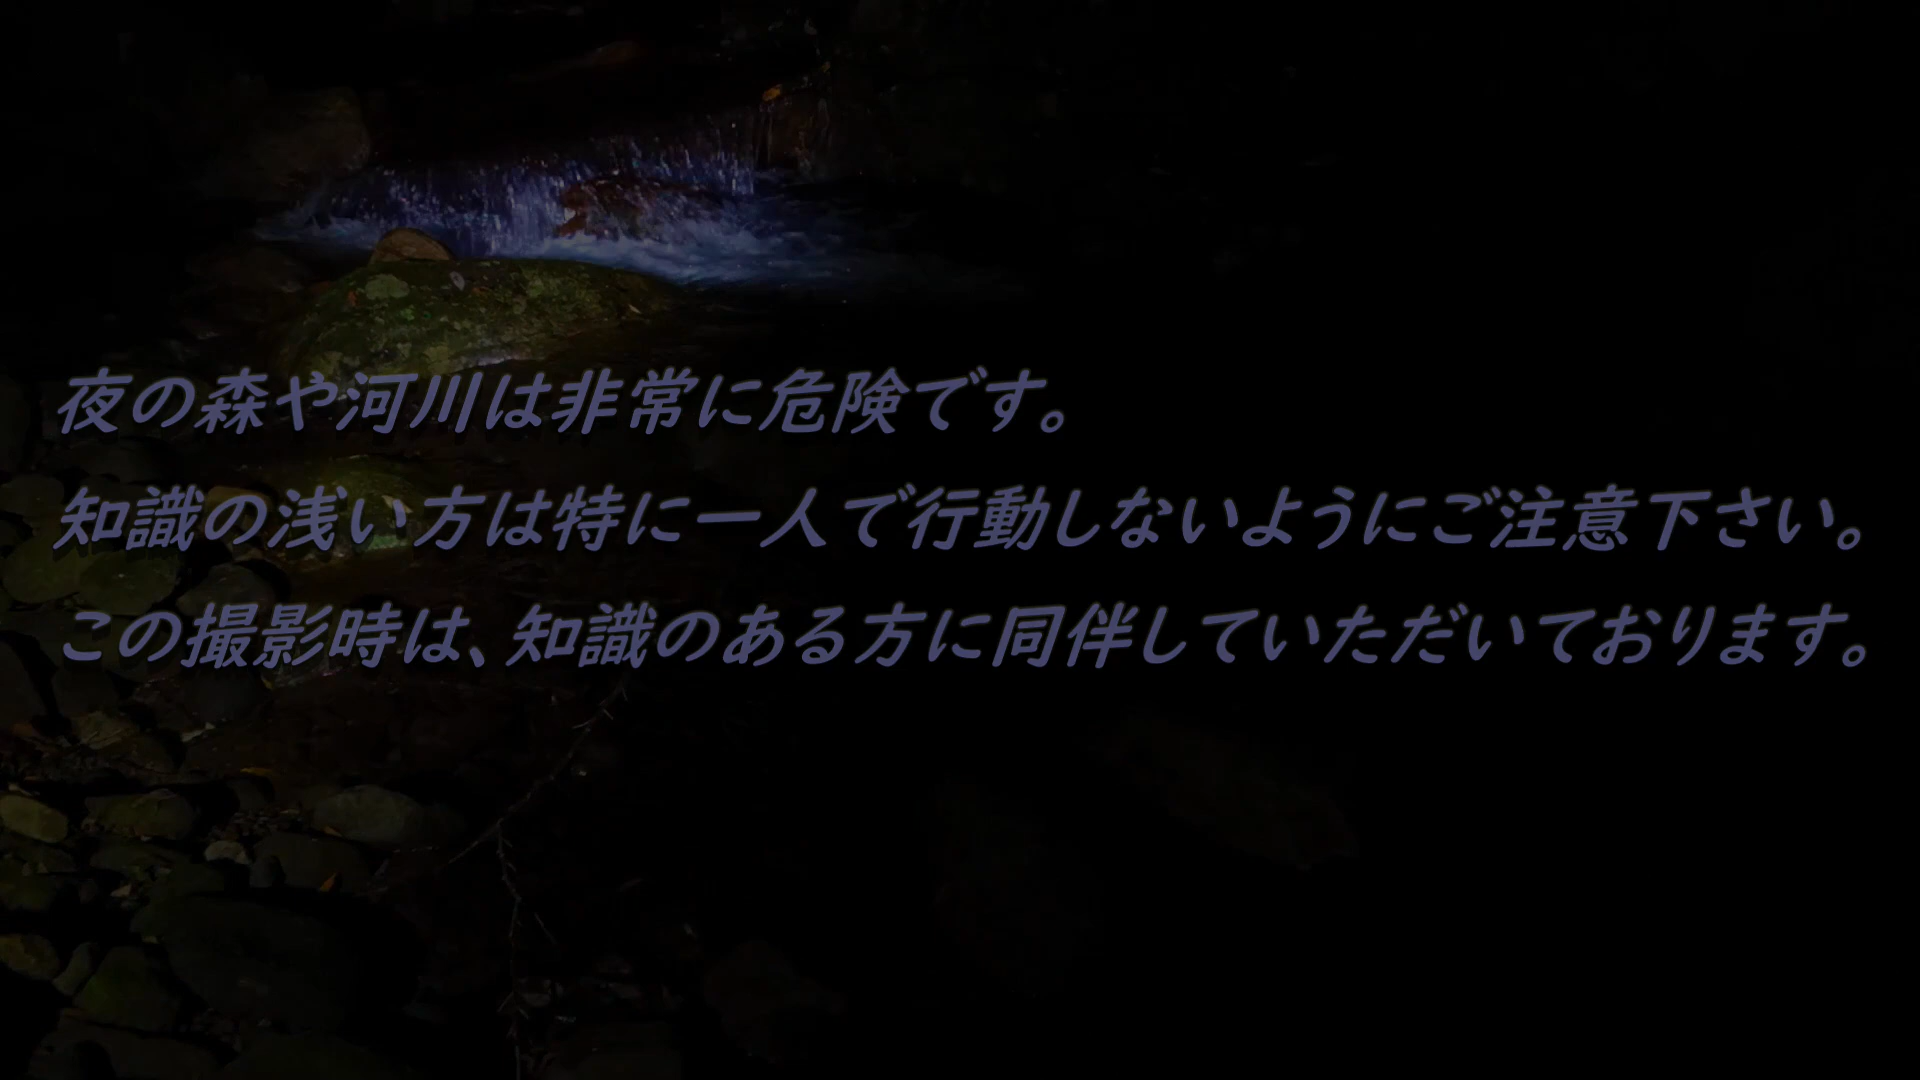 夜の森や河川は非常に危険です。
知識の浅い方は特に一人で行動しないようにご注意下さい。
この撮影時は、知識のある方に同伴していただいております。